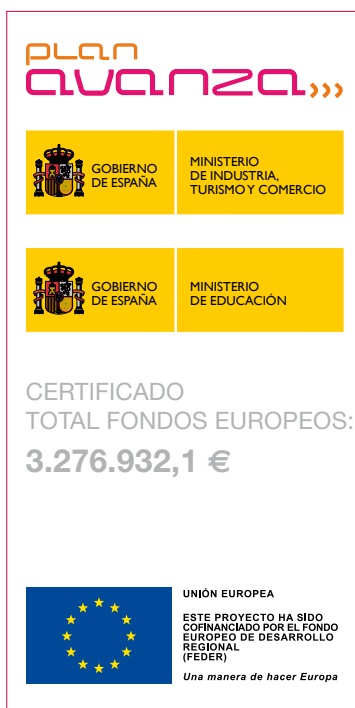 plan
avanza
GOBIERNO
DE ESPAÑA
MINISTERIO
DE INDUSTRIA,
TURISMO Y COMERCIO
GOBIERNO
DE ESPAÑA
MINISTERIO
DE EDUCACIÓN
CERTIFICADO
TOTAL FONDOS EUROPEOS:
3.276.932,1 €
UNIÓN EUROPEA
ESTE PROYECTO HA SIDO
COFINANCIADO POR EL FONDO
EUROPEO DE DESARROLLO
REGIONAL
(FEDER)
Una manera de hacer Europa